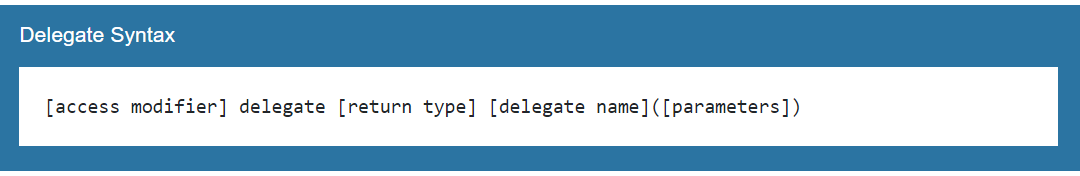 Delegate Syntax
[access modifier] delegate [return type] [delegate name]([parameters])